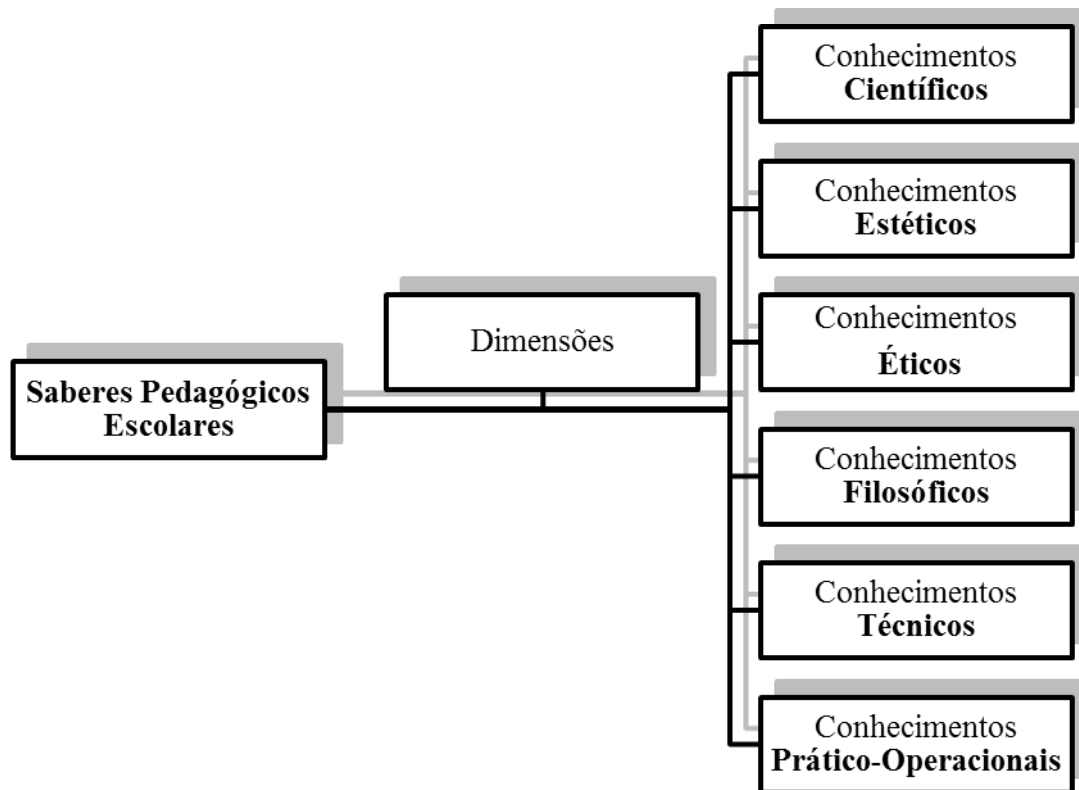 Saberes Pedagógicos
Escolares
Dimensões
Conhecimentos
Científicos
Conhecimentos
Estéticos
Conhecimentos
Éticos
Conhecimentos
Filosóficos
Conhecimentos
Técnicos
Conhecimentos
Prático-Operacionais